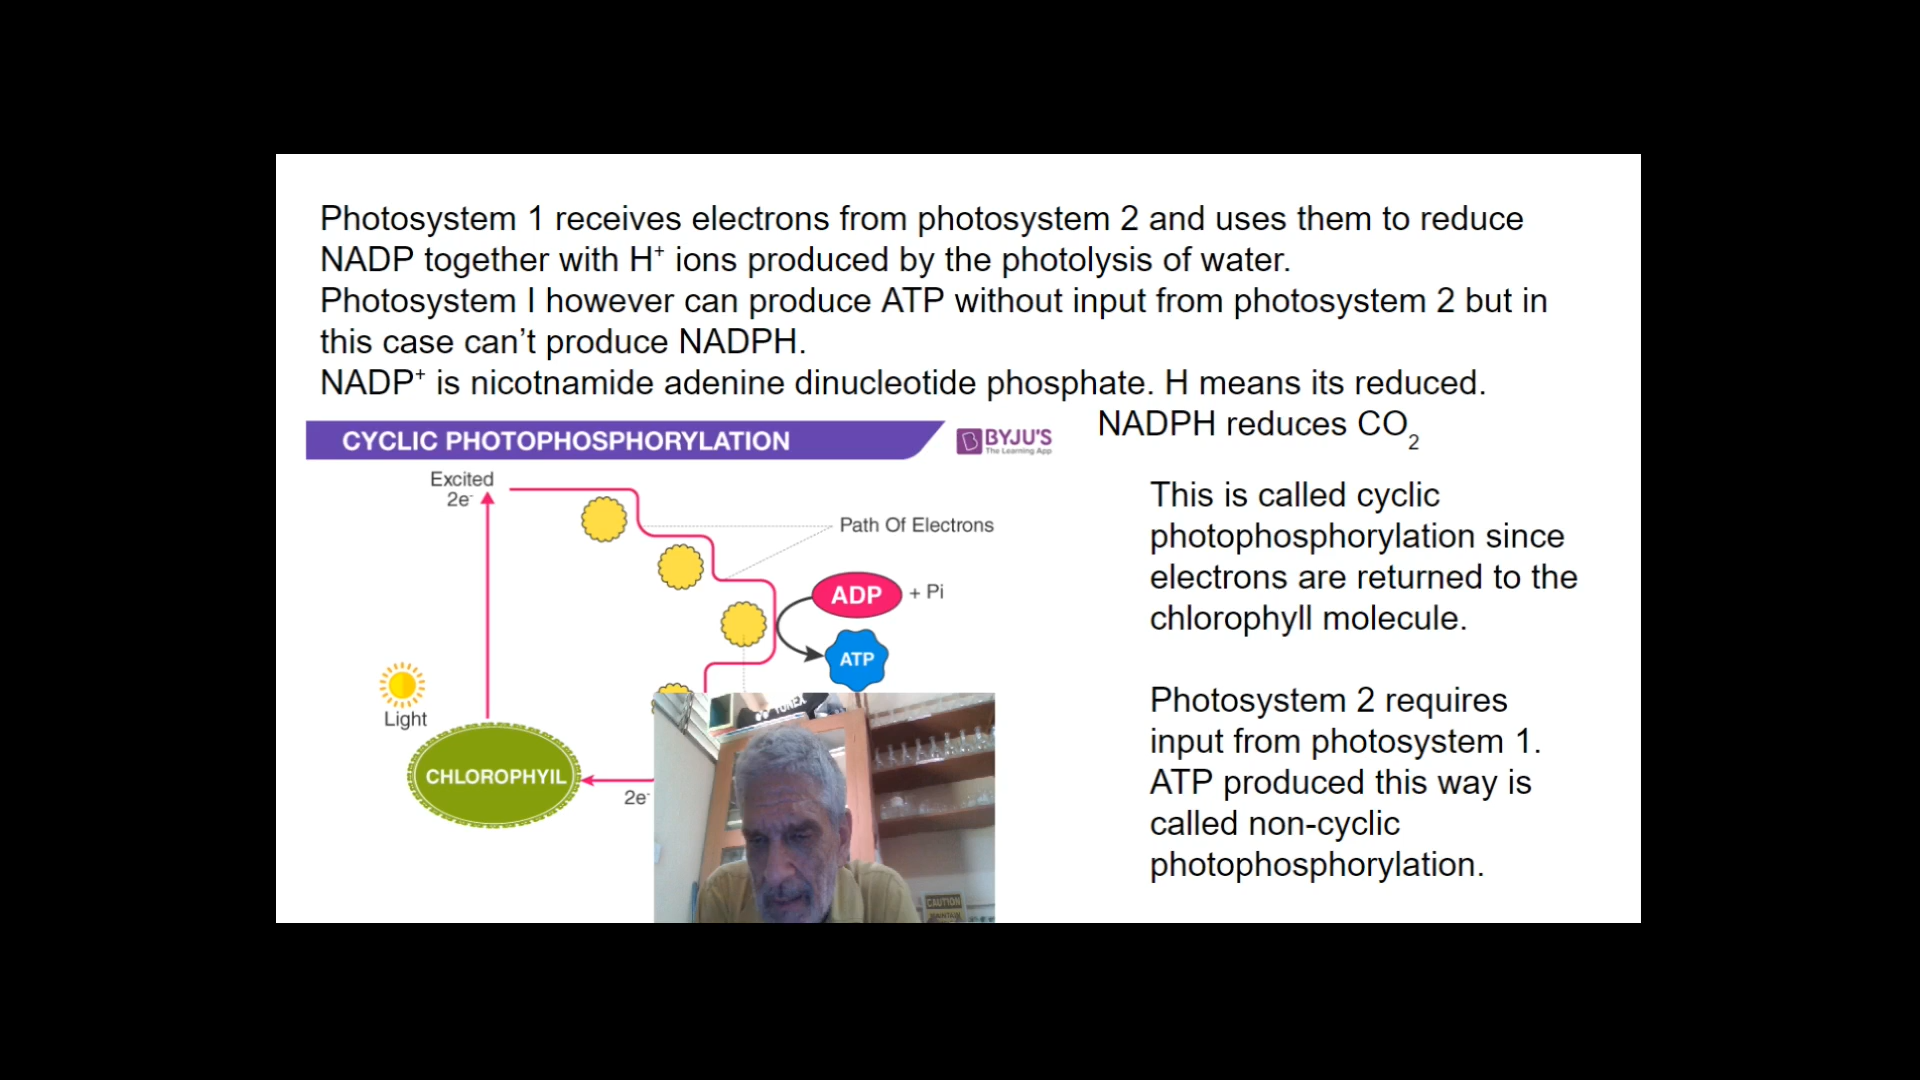 Photosystem 1 receives electrons from photosystem 2 and uses them to reduce
NADP together with H⁺ ions produced by the photolysis of water.
Photosystem I however can produce ATP without input from photosystem 2 but in
this case can’t produce NADPH.
NADP⁺ is nicotnamide adenine dinucleotide phosphate. H means its reduced.
NADPH reduces CO₂
CYCLIC PHOTOPHOSPHORYLATION
BYJU'S
The Learning App
Excited
2e⁻
Path Of Electrons
ADP + Pi
ATP
Light
CHLOROPHYIL
2e⁻
YONEX
CAUTION
MAINTAIN
This is called cyclic
photophosphorylation since
electrons are returned to the
chlorophyll molecule.
Photosystem 2 requires
input from photosystem 1.
ATP produced this way is
called non-cyclic
photophosphorylation.